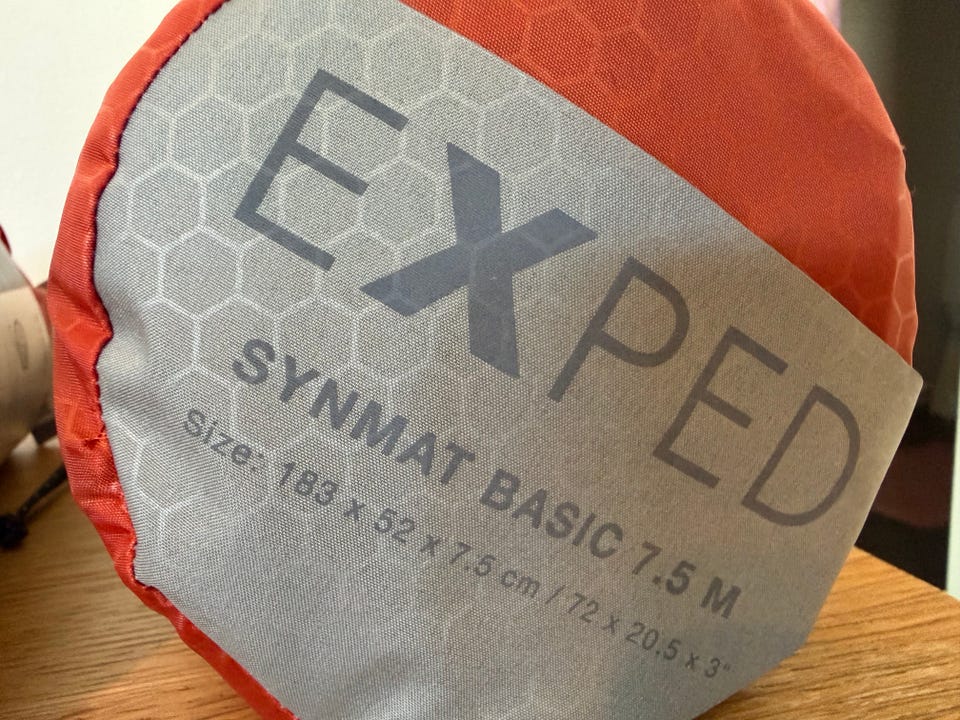 EXPED
SYNMAT BASIC 7.5 M
Size: 183 x 52 x 7.5 cm / 72 x 20.5 x 3"